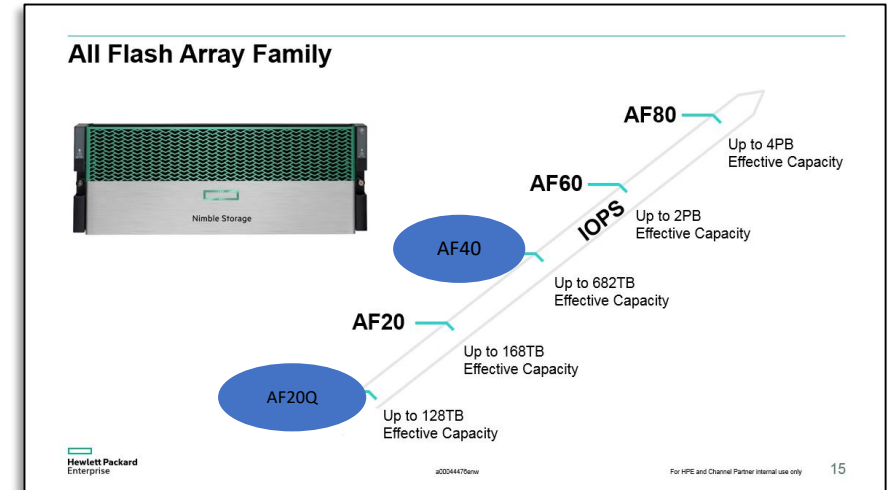 All Flash Array Family
Nimble Storage
AF80
Up to 4PB
Effective Capacity
AF60
IOPS
Up to 2PB
Effective Capacity
AF40
Up to 682TB
Effective Capacity
AF20
Up to 168TB
Effective Capacity
AF20Q
Up to 128TB
Effective Capacity
Hewlett Packard
Enterprise
a00044476enw
For HPE and Channel Partner internal use only
15